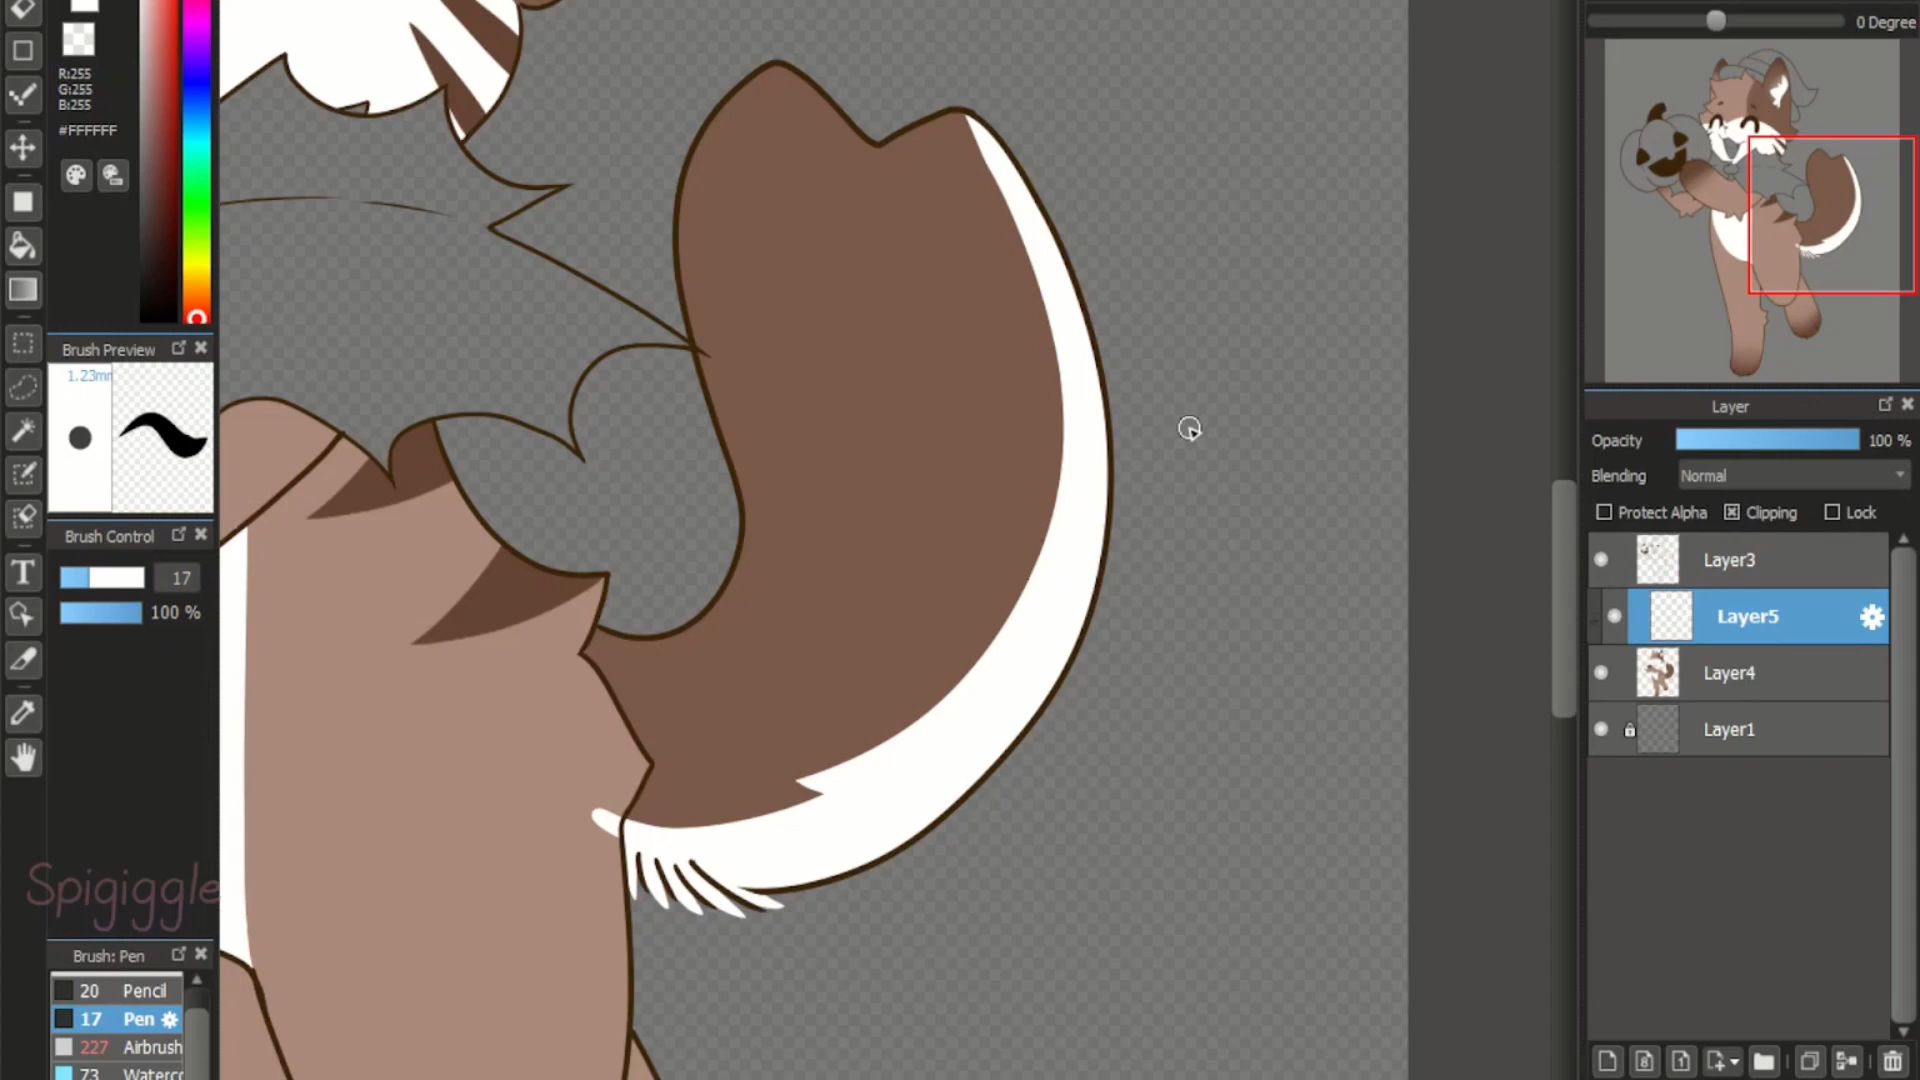 0 Degree
R:255
G:255
B:255
#FFFFFF
Brush Preview
1.23mm
Brush Control
17
100 %
Layer
Opacity
100 %
Blending
Normal
Protect Alpha
Clipping
Lock
Layer3
Layer5
Layer4
Layer1
Spigiggle
Brush: Pen
20 Pencil
17 Pen
227 Airbrush
73